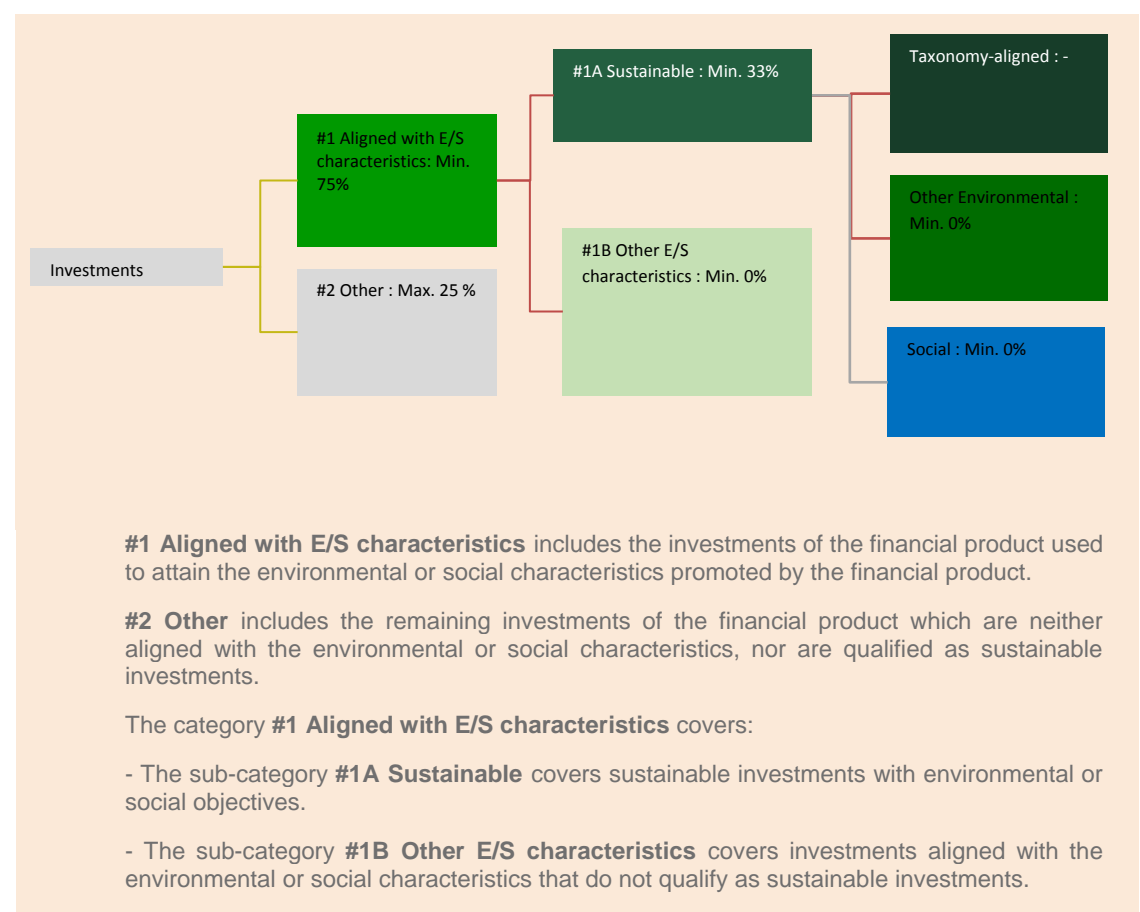 Investments
#1 Aligned with E/S
characteristics: Min.
75%
#2 Other : Max. 25 %
#1A Sustainable : Min. 33%
#1B Other E/S
characteristics : Min. 0%
Taxonomy-aligned : -
Other Environmental :
Min. 0%
Social : Min. 0%
#1 Aligned with E/S characteristics includes the investments of the financial product used
to attain the environmental or social characteristics promoted by the financial product.
#2 Other includes the remaining investments of the financial product which are neither
aligned with the environmental or social characteristics, nor are qualified as sustainable
investments.
The category #1 Aligned with E/S characteristics covers:
- The sub-category #1A Sustainable covers sustainable investments with environmental or
social objectives.
- The sub-category #1B Other E/S characteristics covers investments aligned with the
environmental or social characteristics that do not qualify as sustainable investments.